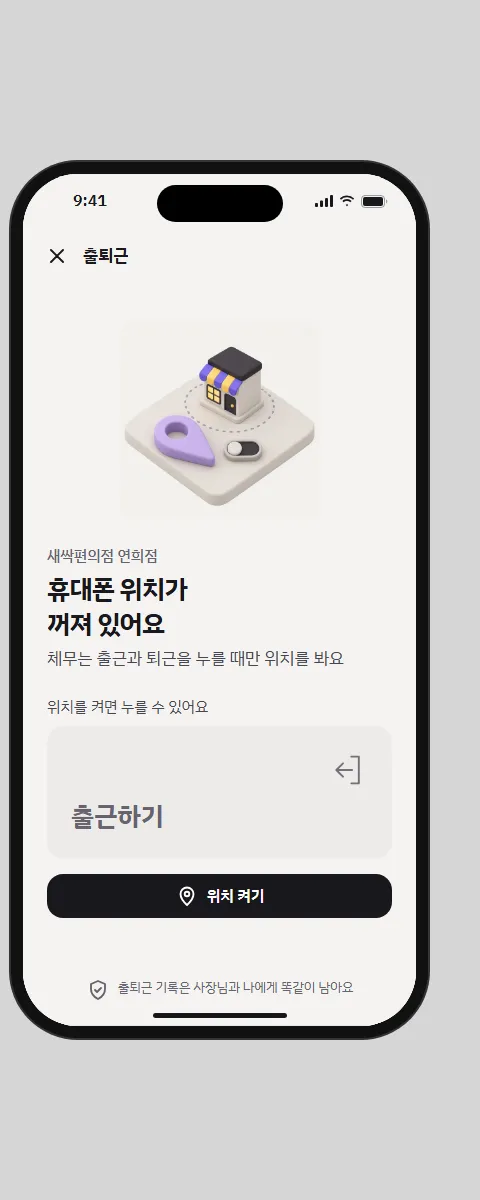 9:41
출퇴근
새싹편의점 연희점
휴대폰 위치가
꺼져 있어요
체무는 출근과 퇴근을 누를 때만 위치를 봐요
위치를 켜면 누를 수 있어요
출근하기
위치 켜기
출퇴근 기록은 사장님과 나에게 똑같이 남아요